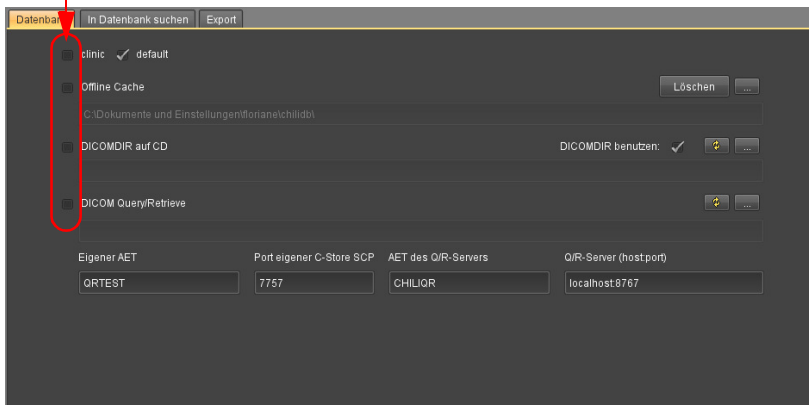 Datenbank In Datenbank suchen Export
clinic default
Offline Cache Löschen ...
C:\Dokumente und Einstellungen\floriane\chilidb\
DICOMDIR auf CD DICOMDIR benutzen: ...
DICOM Query/Retrieve ...
Eigener AET Port eigener C-Store SCP AET des Q/R-Servers Q/R-Server (host:port)
QRTEST 7757 CHILIQR localhost:8767